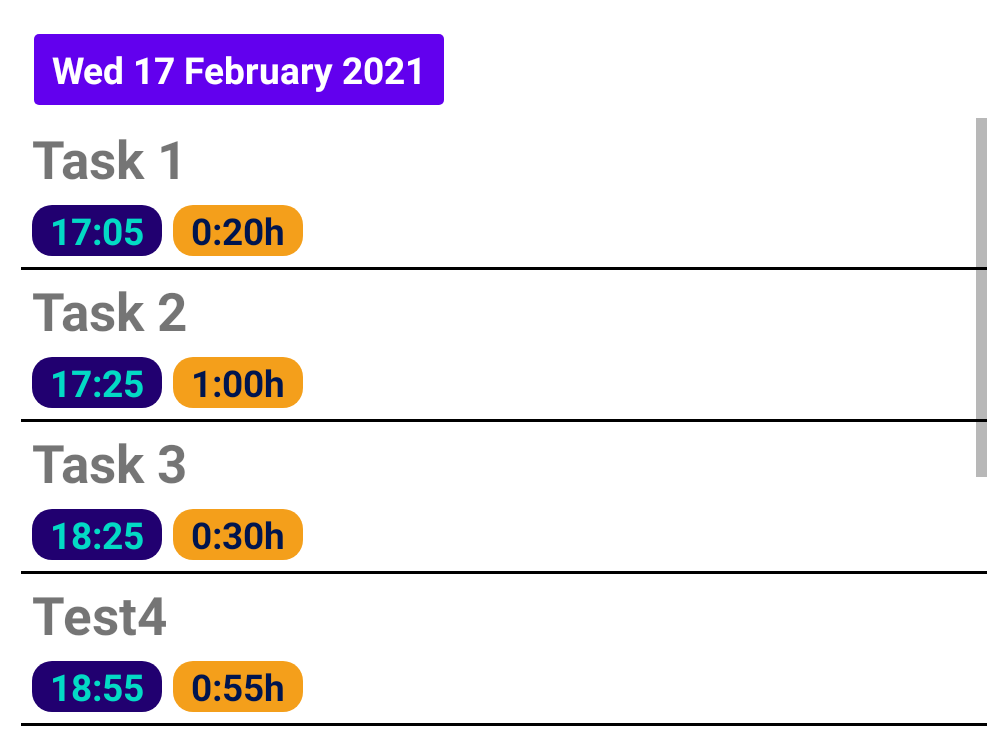 Wed 17 February 2021
Task 1
17:05 0:20h
Task 2
17:25 1:00h
Task 3
18:25 0:30h
Test4
18:55 0:55h